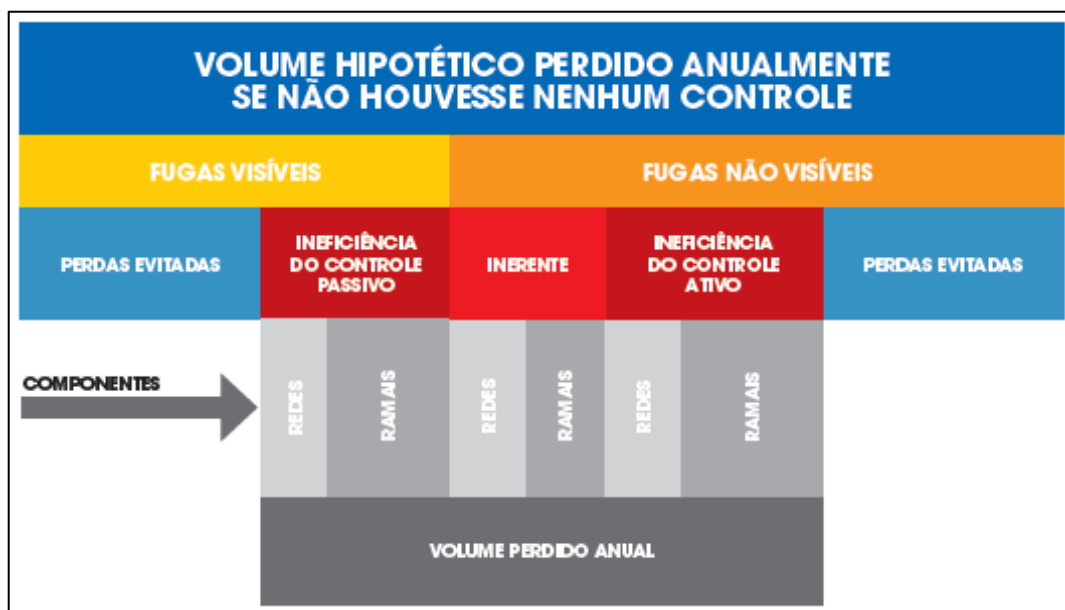 VOLUME HIPOTÉTICO PERDIDO ANUALMENTE
SE NÃO HOUVESSE NENHUM CONTROLE
FUGAS VISÍVEIS
FUGAS NÃO VISÍVEIS
PERDAS EVITADAS
INEFICIÊNCIA
DO CONTROLE
PASSIVO
INERENTE
INEFICIÊNCIA
DO CONTROLE
ATIVO
PERDAS EVITADAS
COMPONENTES
REDES
RAMAIS
REDES
RAMAIS
REDES
RAMAIS
VOLUME PERDIDO ANUAL